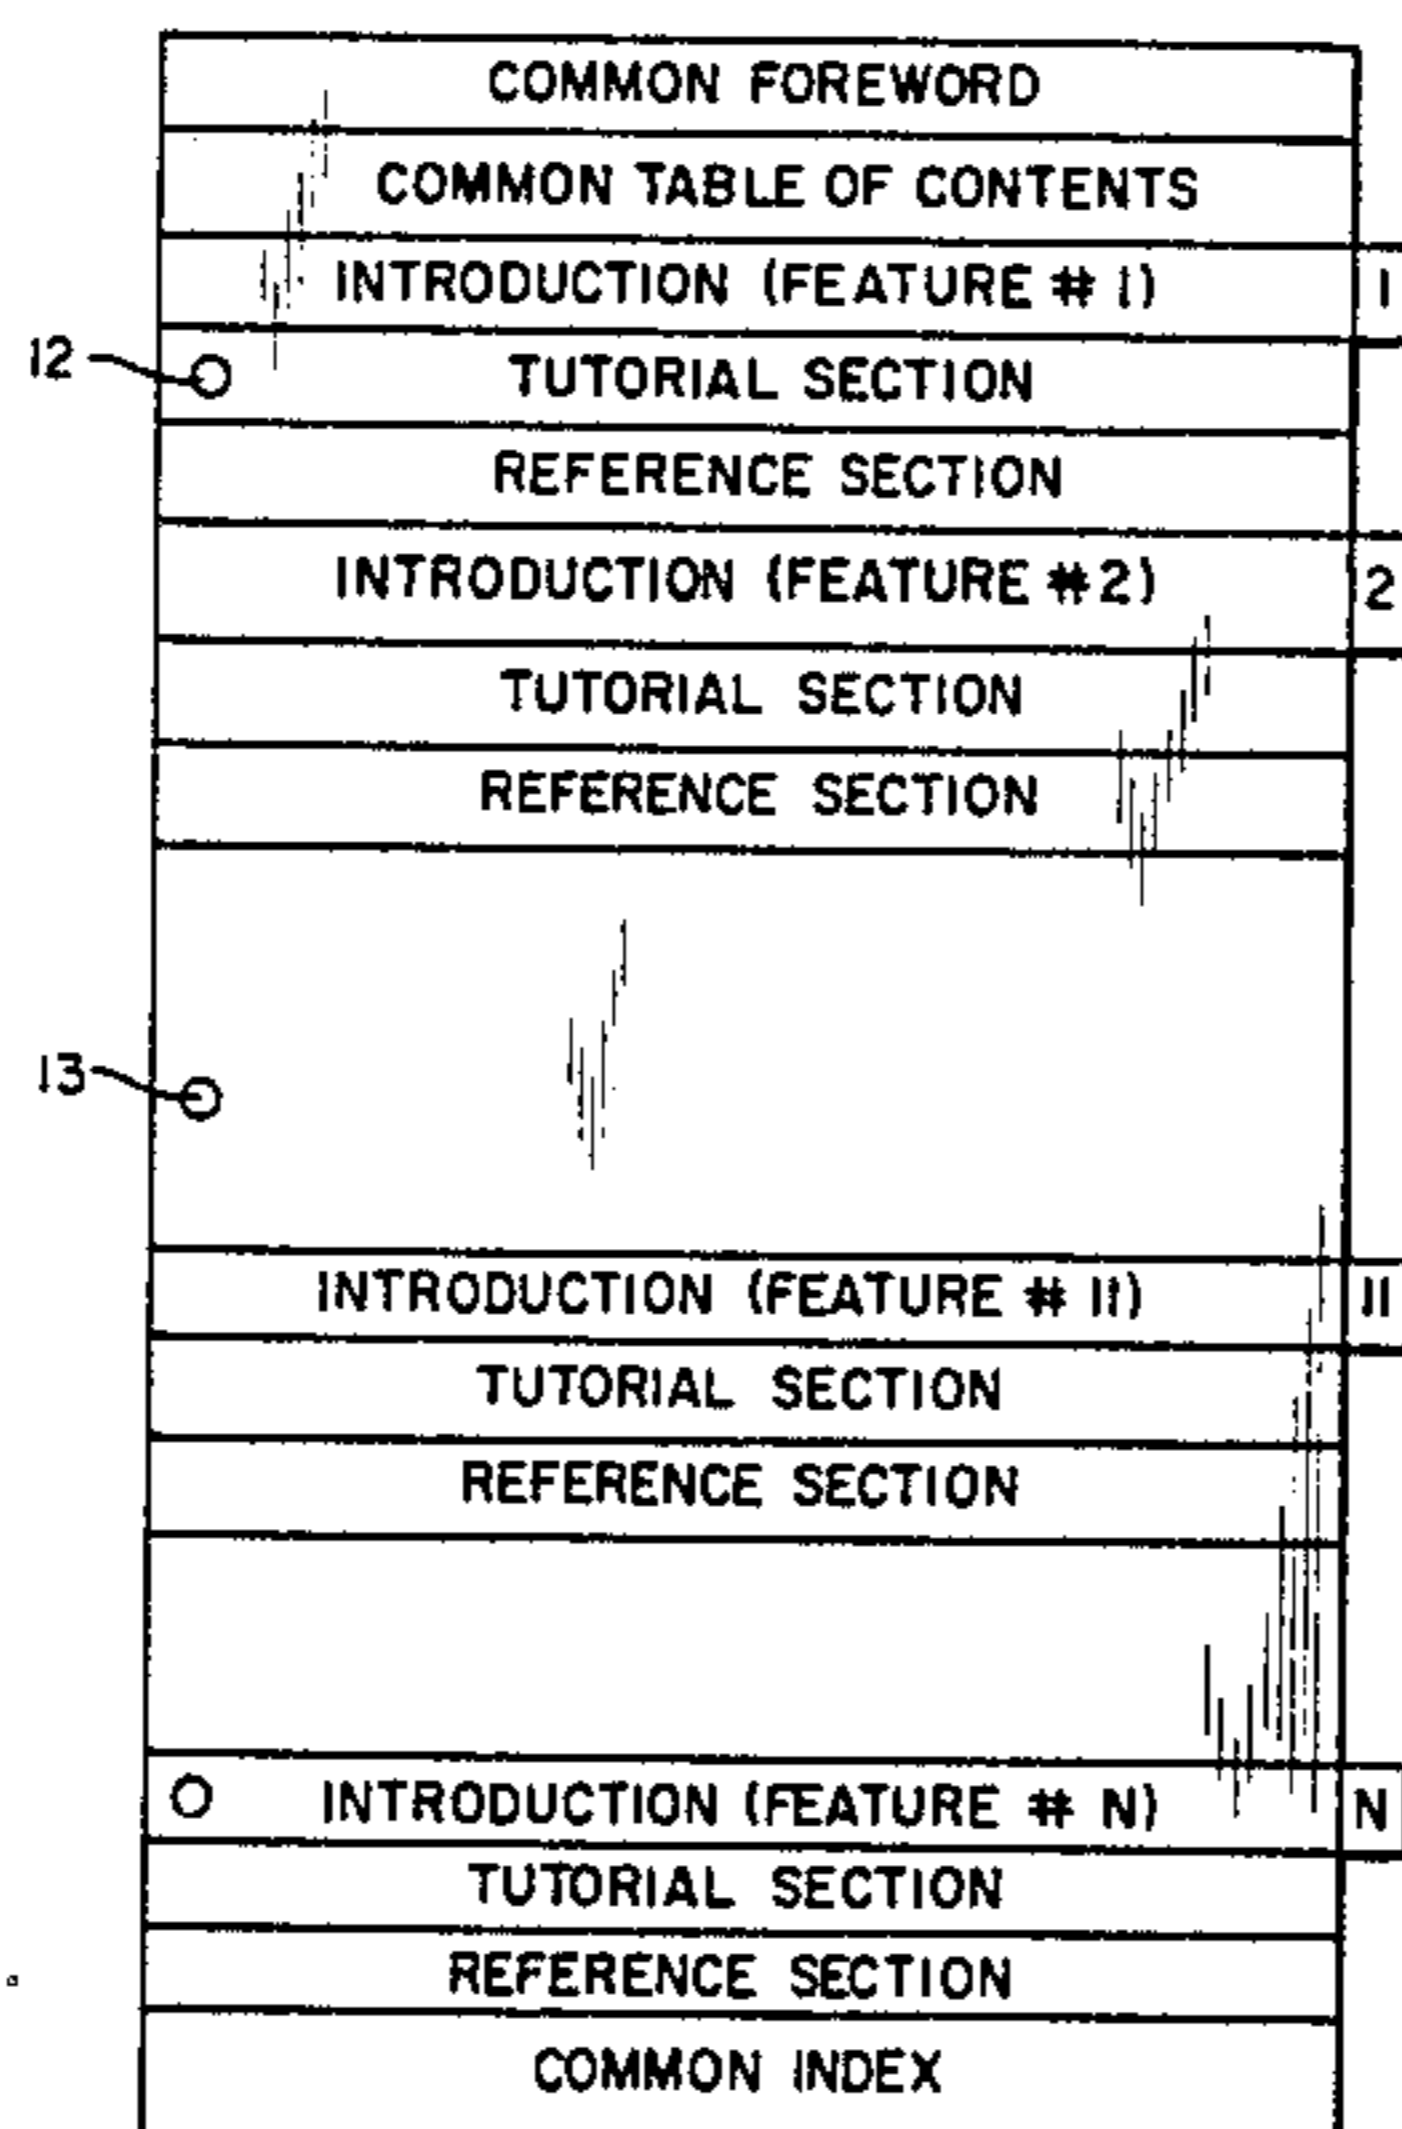 COMMON FOREWORD
COMMON TABLE OF CONTENTS
INTRODUCTION (FEATURE # 1) 1
12 TUTORIAL SECTION
REFERENCE SECTION
INTRODUCTION (FEATURE #2) 2
TUTORIAL SECTION
REFERENCE SECTION
13
INTRODUCTION (FEATURE # 11) 11
TUTORIAL SECTION
REFERENCE SECTION
INTRODUCTION (FEATURE # N) N
TUTORIAL SECTION
REFERENCE SECTION
COMMON INDEX